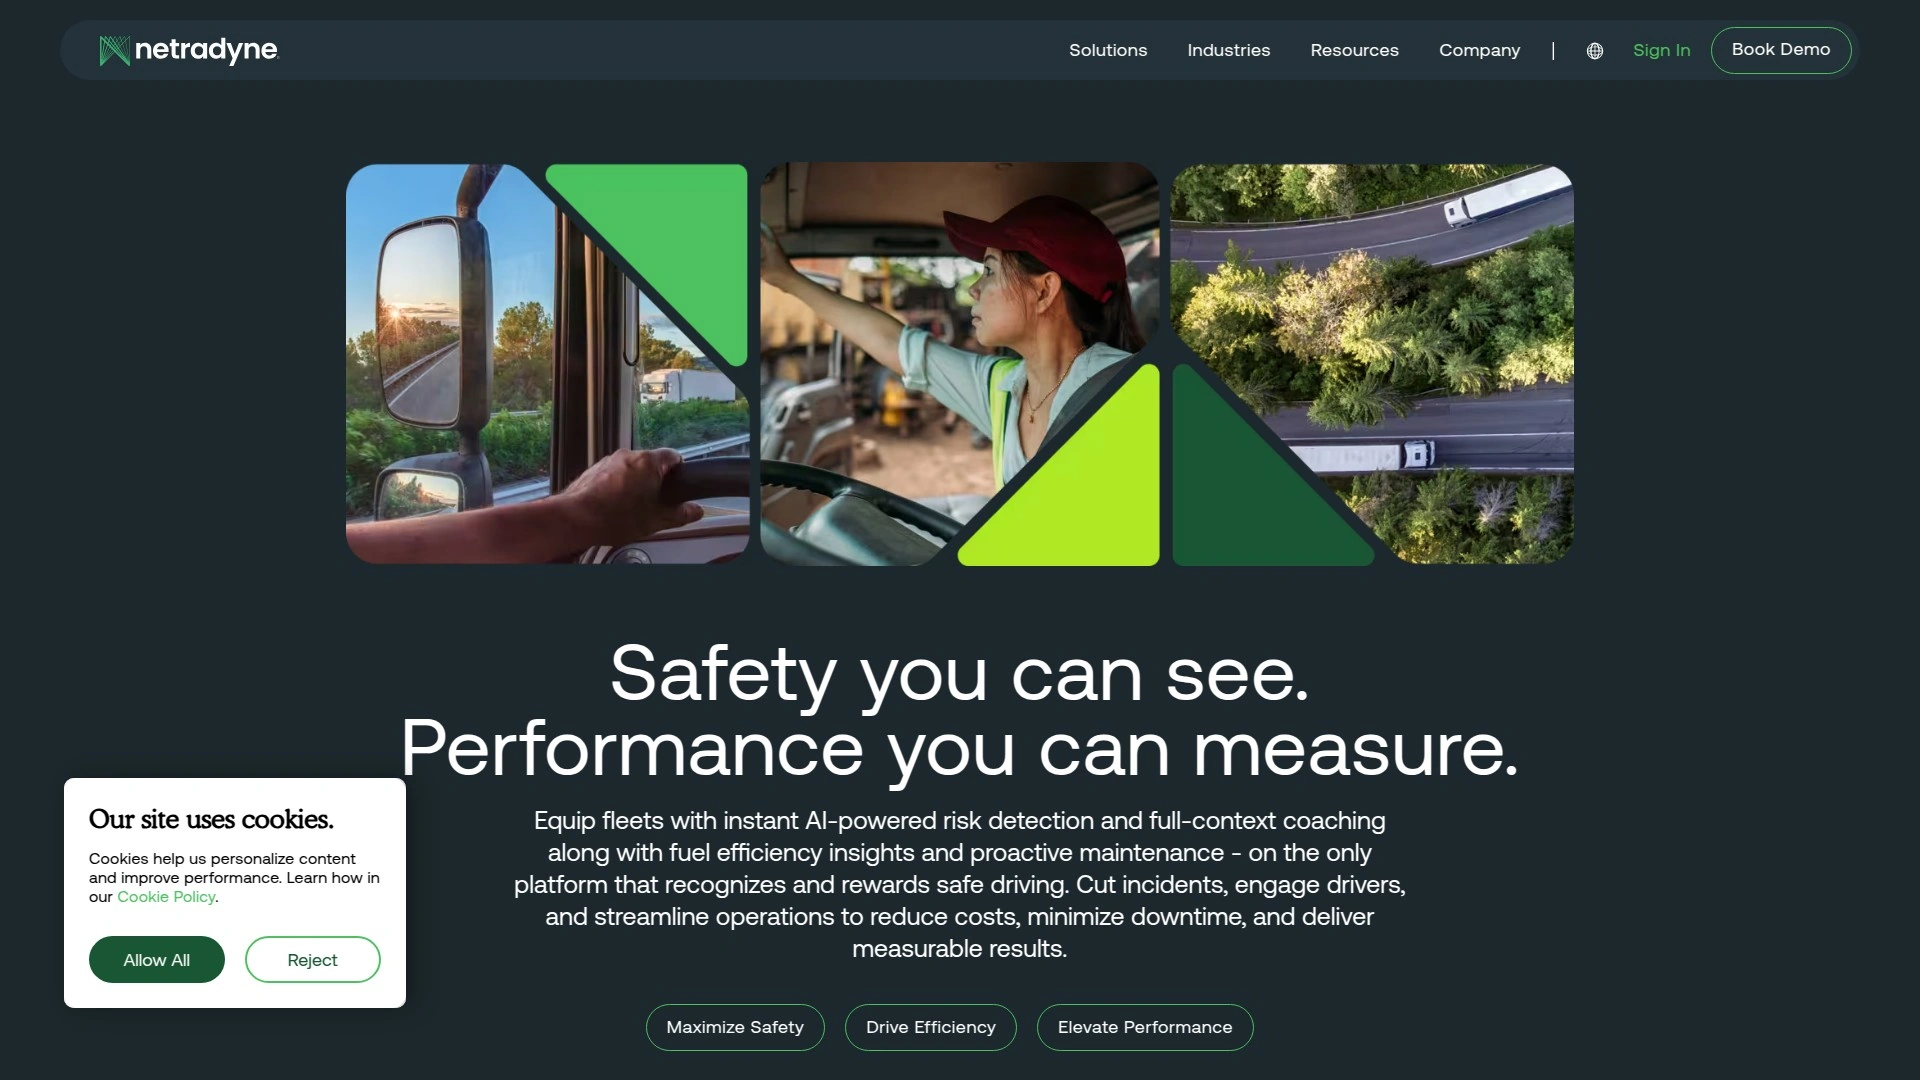 netradyne
Solutions
Industries
Resources
Company
|
Sign In
Book Demo
Safety you can see.
Performance you can measure.
Equip fleets with instant AI-powered risk detection and full-context coaching
along with fuel efficiency insights and proactive maintenance - on the only
platform that recognizes and rewards safe driving. Cut incidents, engage drivers,
and streamline operations to reduce costs, minimize downtime, and deliver
measurable results.
Maximize Safety
Drive Efficiency
Elevate Performance
Our site uses cookies.
Cookies help us personalize content
and improve performance. Learn how in
our Cookie Policy.
Allow All
Reject